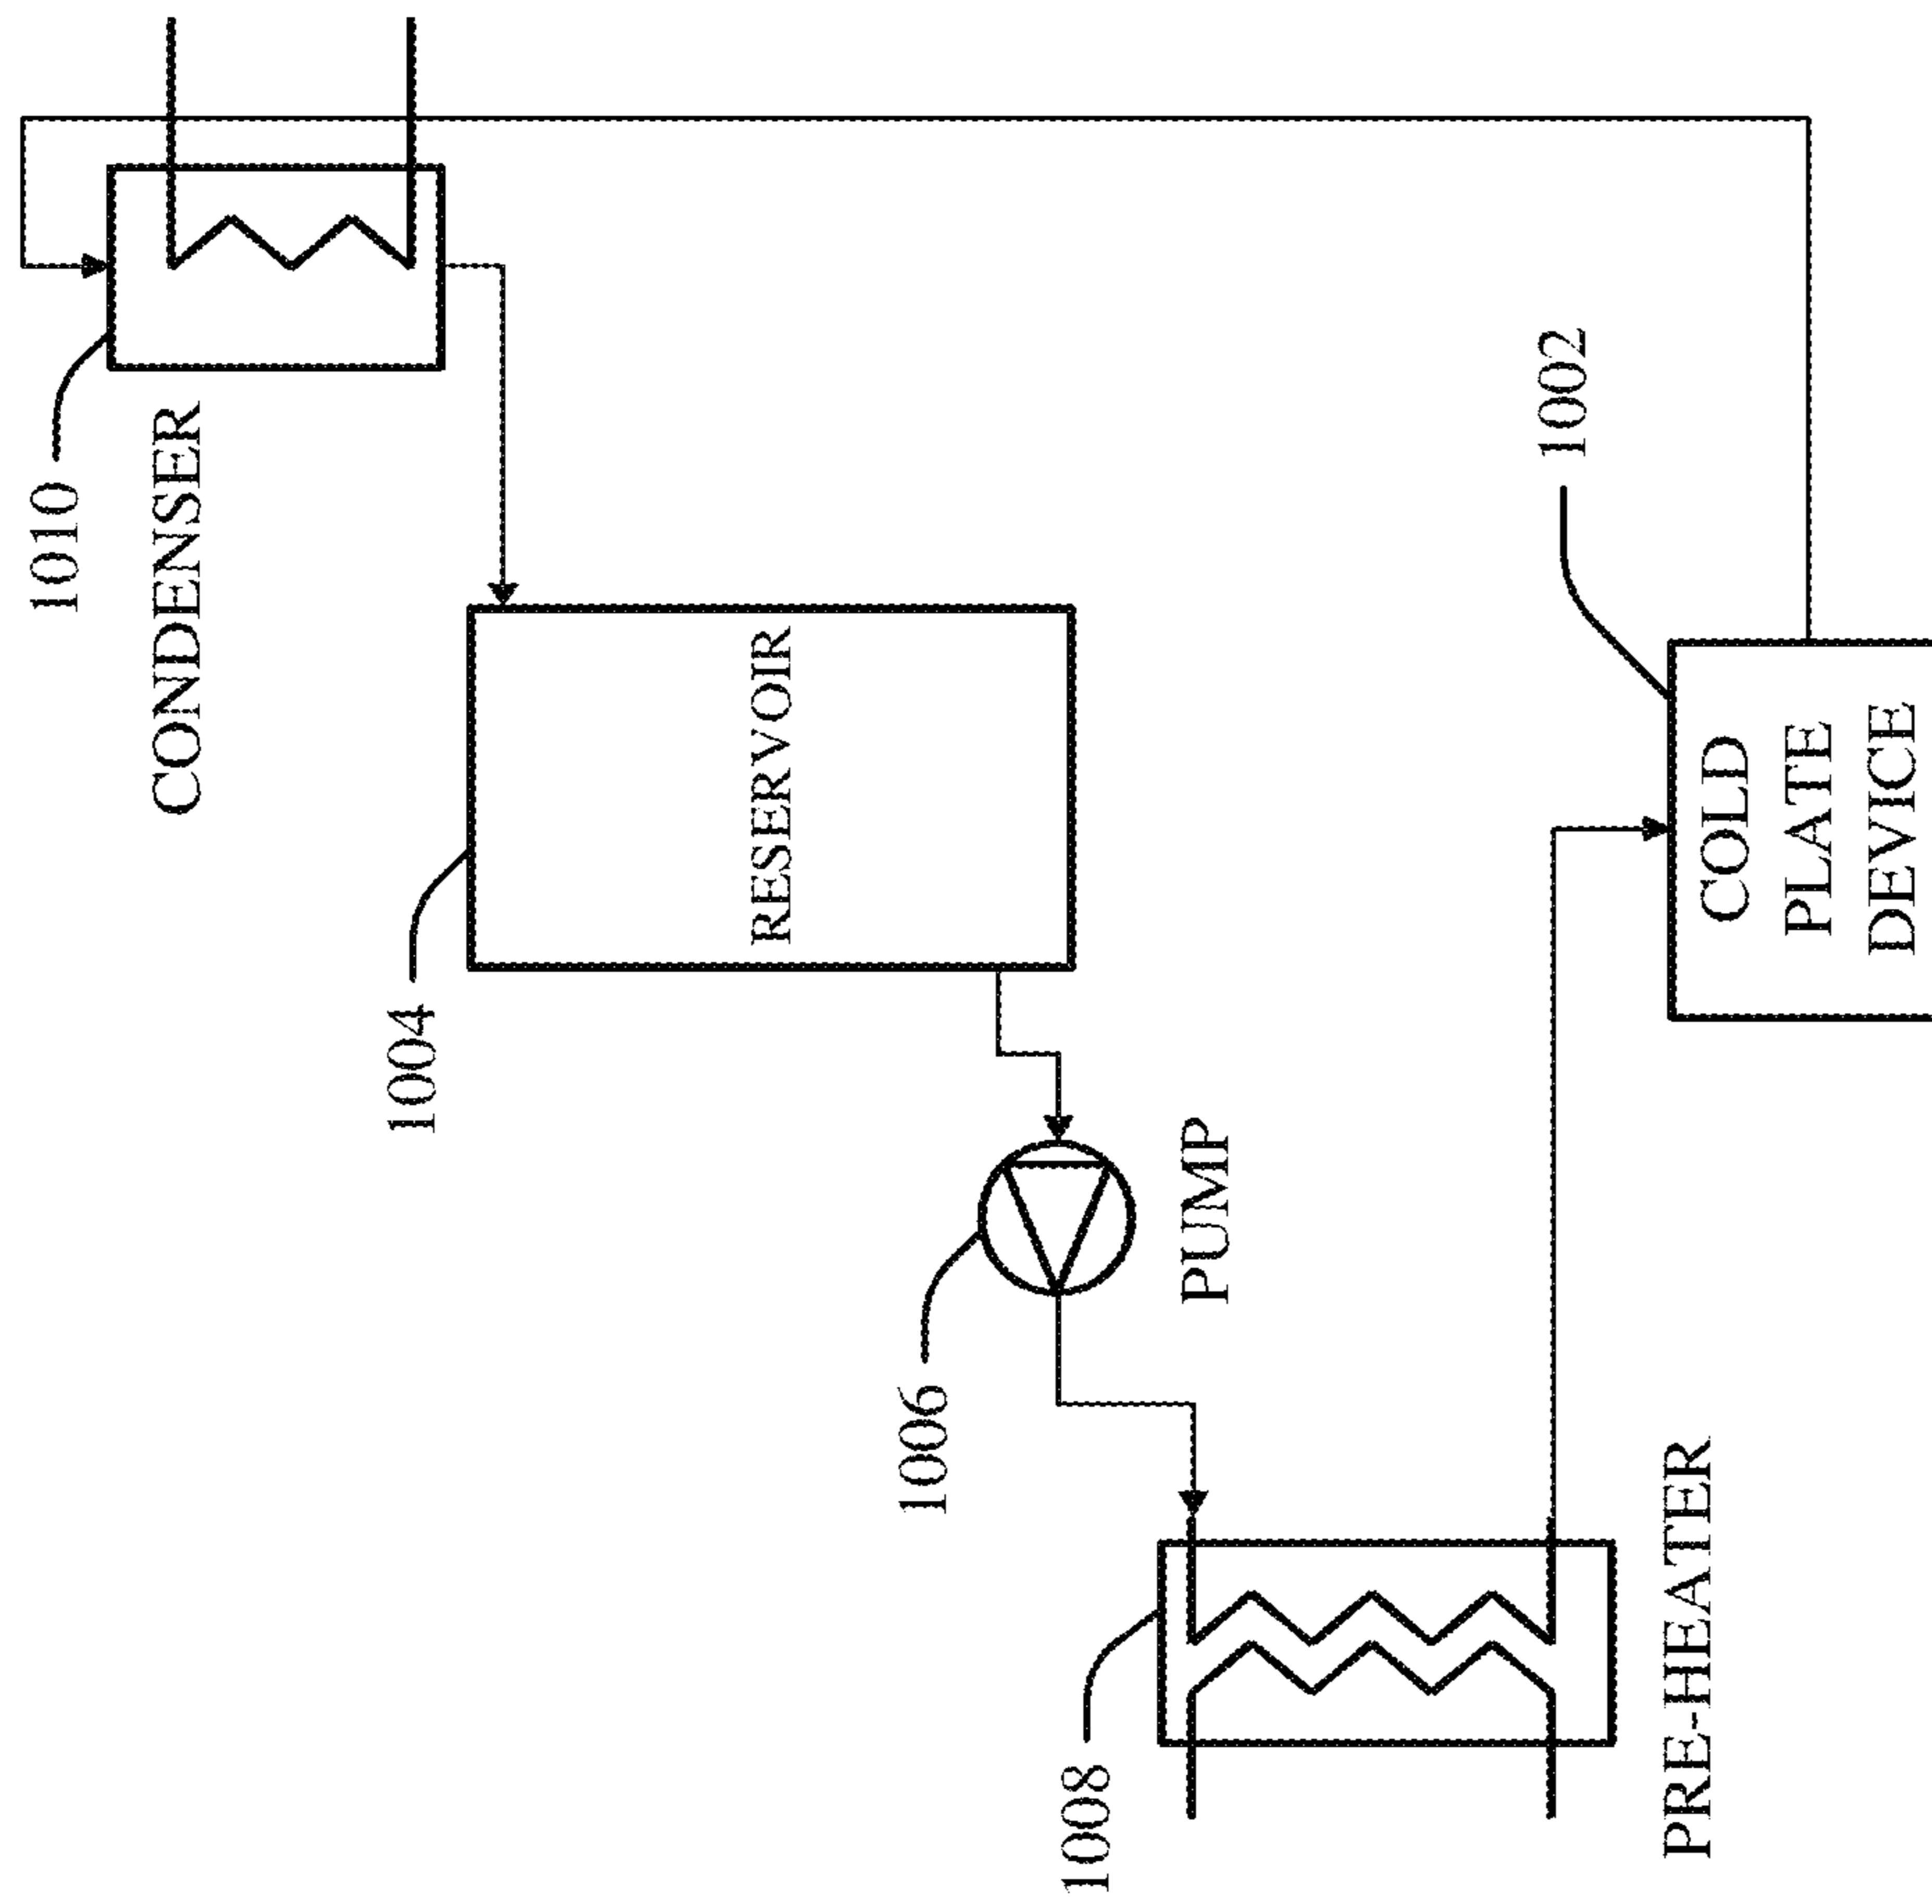 1010
CONDENSER
1004
RESERVOIR
1006
PUMP
1008
PRE-HEATER
1002
COLD
PLATE
DEVICE